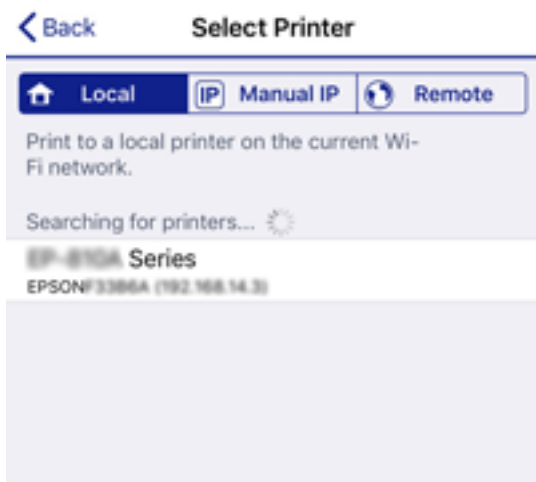 Back
Select Printer
Local
IP Manual IP
Remote
Print to a local printer on the current Wi-
Fi network.
Searching for printers...
Series
EPSON